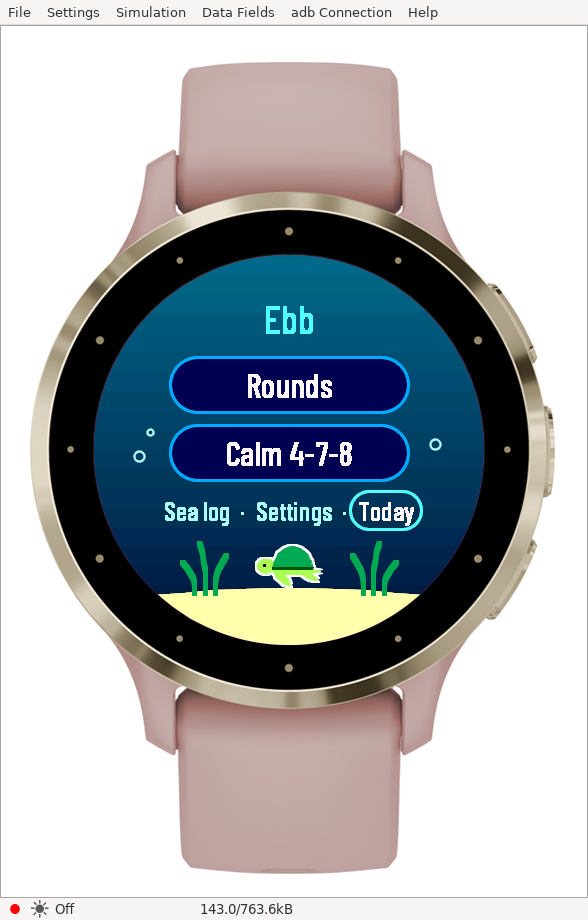 File Settings Simulation Data Fields adb Connection Help
Ebb
Rounds
Calm 4-7-8
Sea log · Settings · Today
Off 143.0/763.6kB